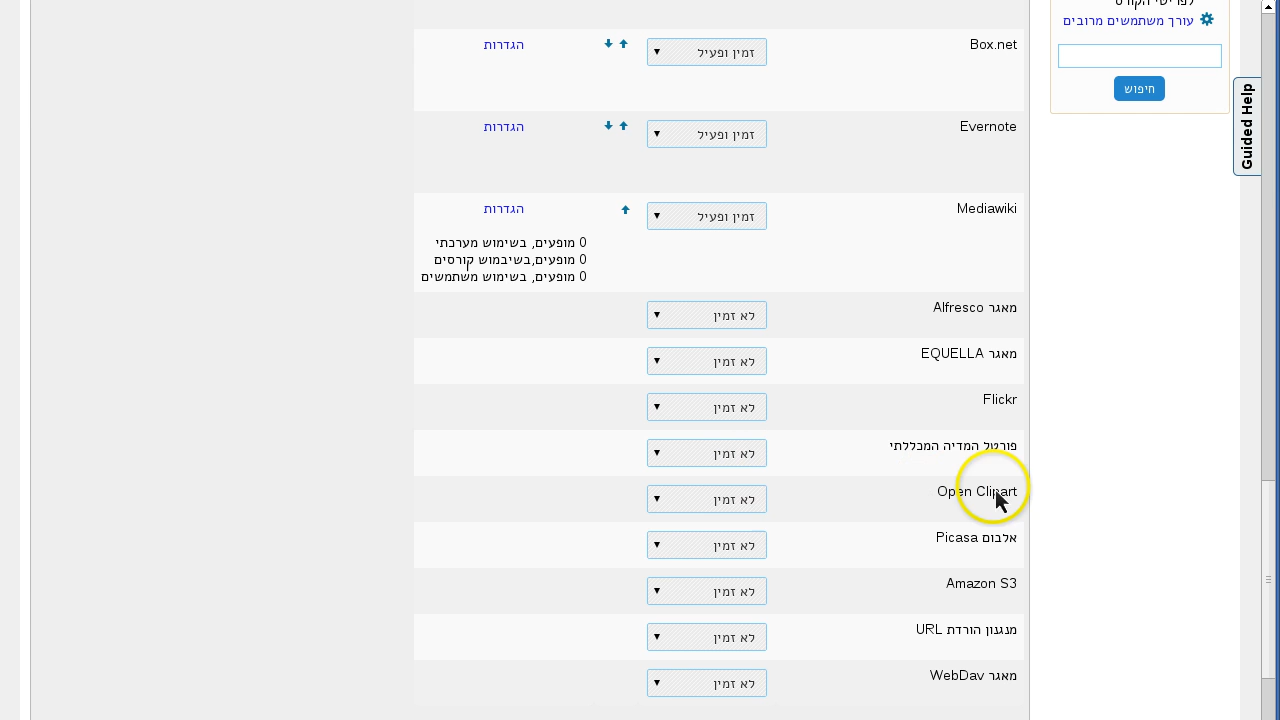 לפריטי הקורס
עורך משתמשים מרובים
חיפוש
Guided Help
Box.net זמין ופעיל הגדרות
Evernote זמין ופעיל הגדרות
Mediawiki זמין ופעיל הגדרות
0 מופעים, בשימוש מערכתי
0 מופעים,בשיבמוש קורסים
0 מופעים, בשימוש משתמשים
מאגר Alfresco לא זמין
מאגר EQUELLA לא זמין
Flickr לא זמין
פורטל המדיה המכללתי לא זמין
Open Clipart לא זמין
אלבום Picasa לא זמין
Amazon S3 לא זמין
מנגנון הורדת URL לא זמין
מאגר WebDav לא זמין